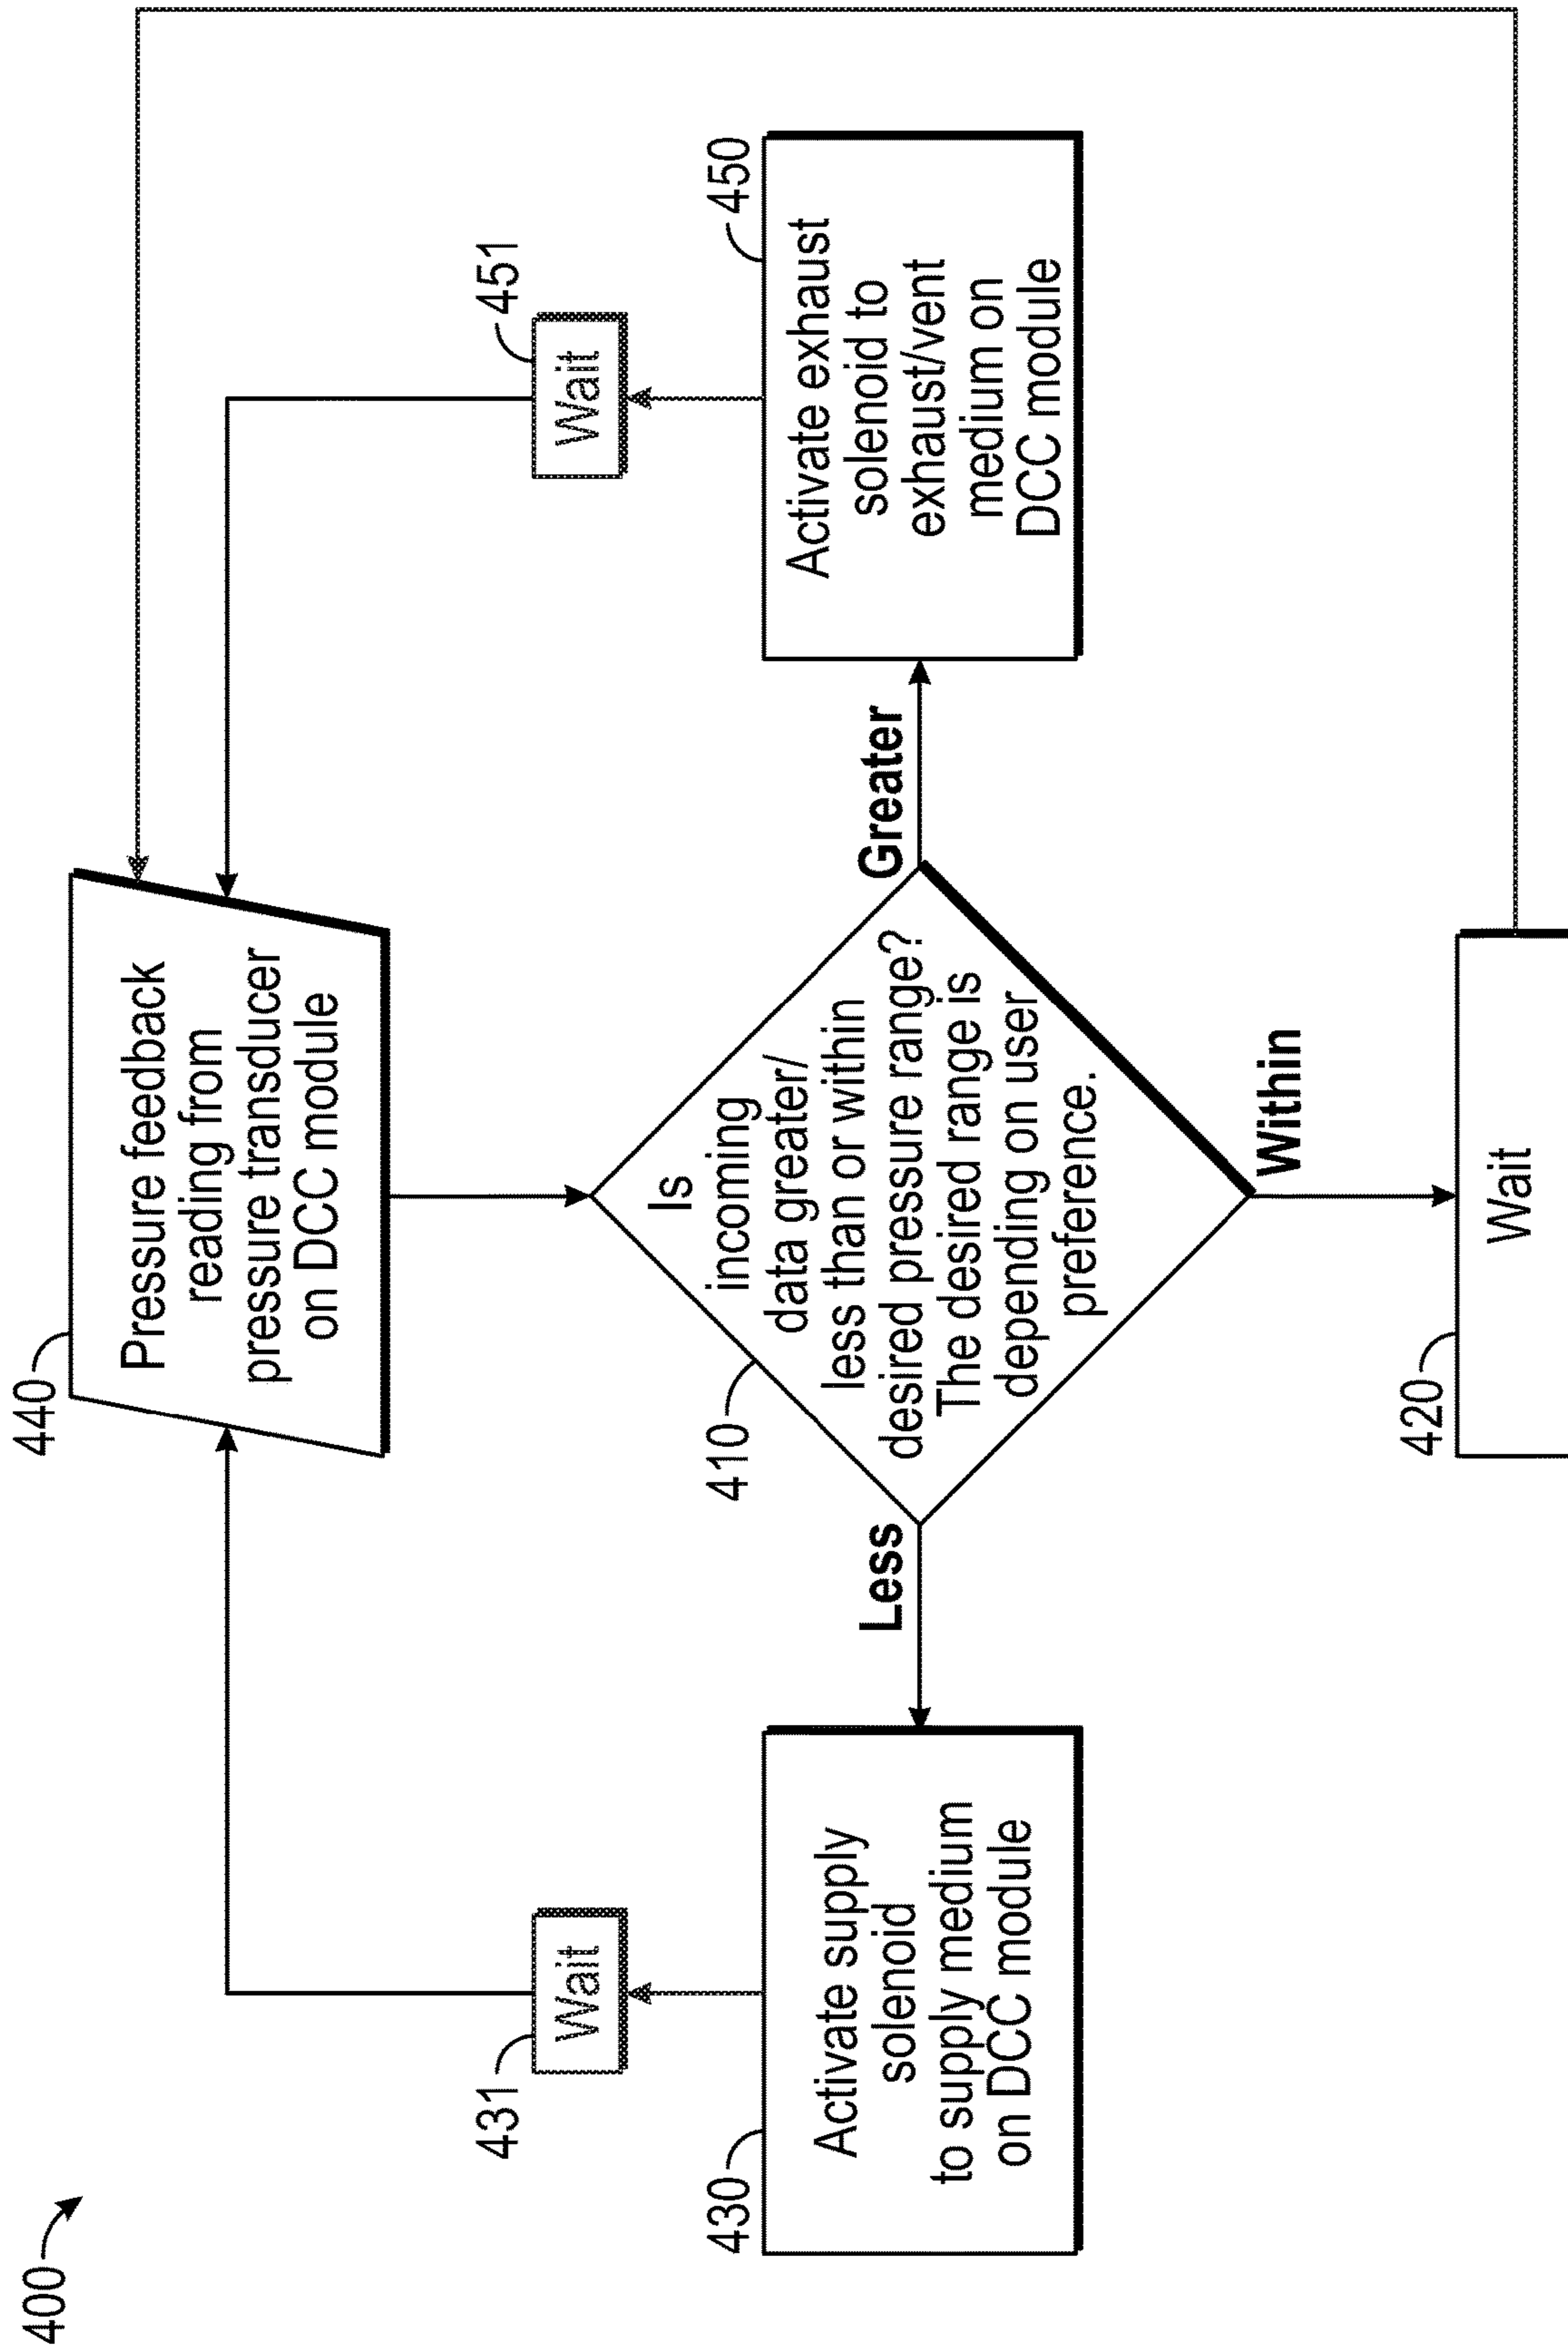 400
440
Pressure feedback
reading from
pressure transducer
on DCC module
431
Wait
451
Wait
430
Activate supply
solenoid
to supply medium
on DCC module
Less
410
Is
incoming
data greater/
less than or within
desired pressure range?
The desired range is
depending on user
preference.
Greater
450
Activate exhaust
solenoid to
exhaust/vent
medium on
DCC module
Within
420
Wait